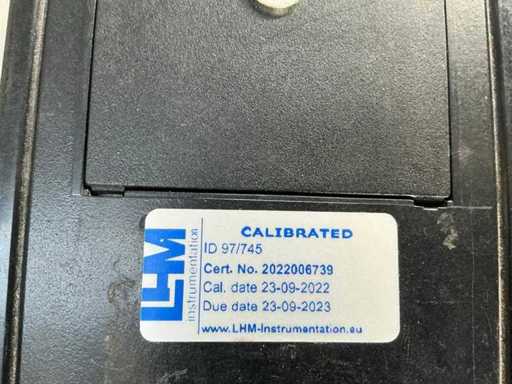 LHM
instrumentation
CALIBRATED
ID 97/745
Cert. No. 2022006739
Cal. date 23-09-2022
Due date 23-09-2023
www.LHM-Instrumentation.eu